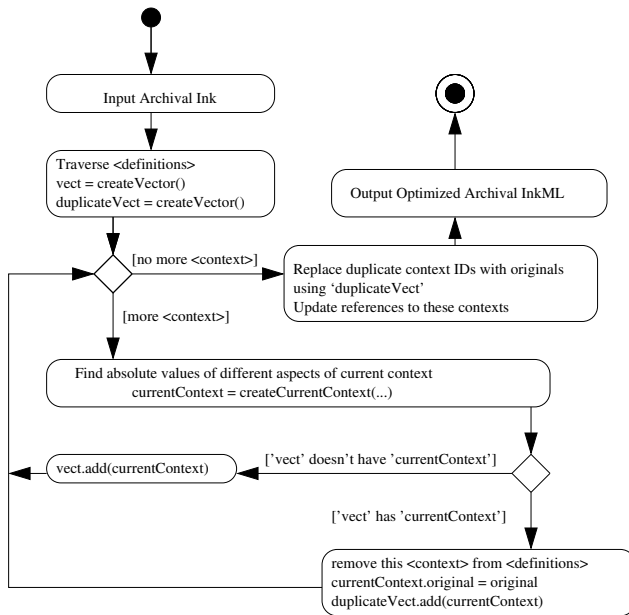 Input Archival Ink
Traverse <definitions>
vect = createVector()
duplicateVect = createVector()
Output Optimized Archival InkML
[no more <context>]
Replace duplicate context IDs with originals
using ‘duplicateVect’
Update references to these contexts
[more <context>]
Find absolute values of different aspects of current context
currentContext = createCurrentContext(...)
vect.add(currentContext)
['vect' doesn't have 'currentContext']
['vect' has 'currentContext']
remove this <context> from <definitions>
currentContext.original = original
duplicateVect.add(currentContext)